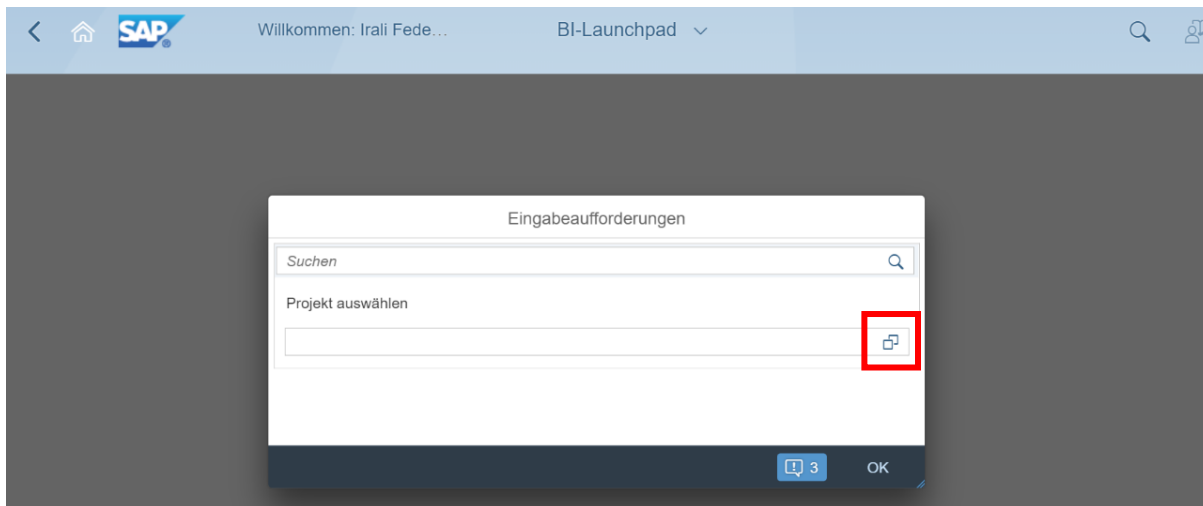 SAP
Willkommen: Irali Fede...
BI-Launchpad
Eingabeaufforderungen
Suchen
Projekt auswählen
3
OK